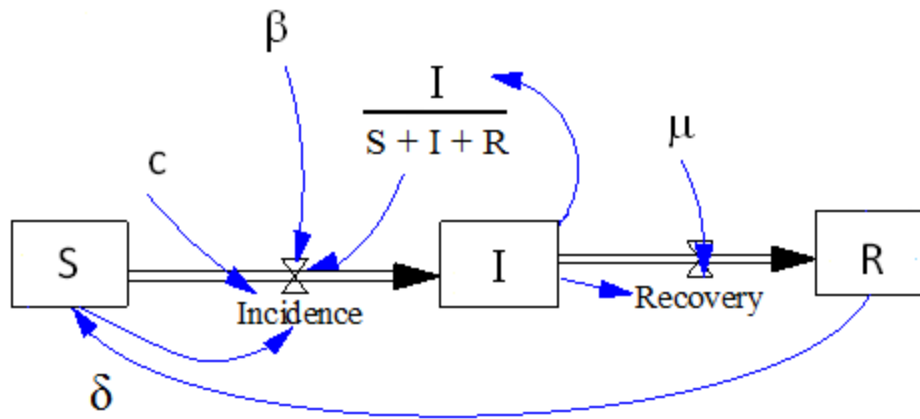 β
I
S + I + R
μ
c
S
I
R
Incidence
Recovery
δ